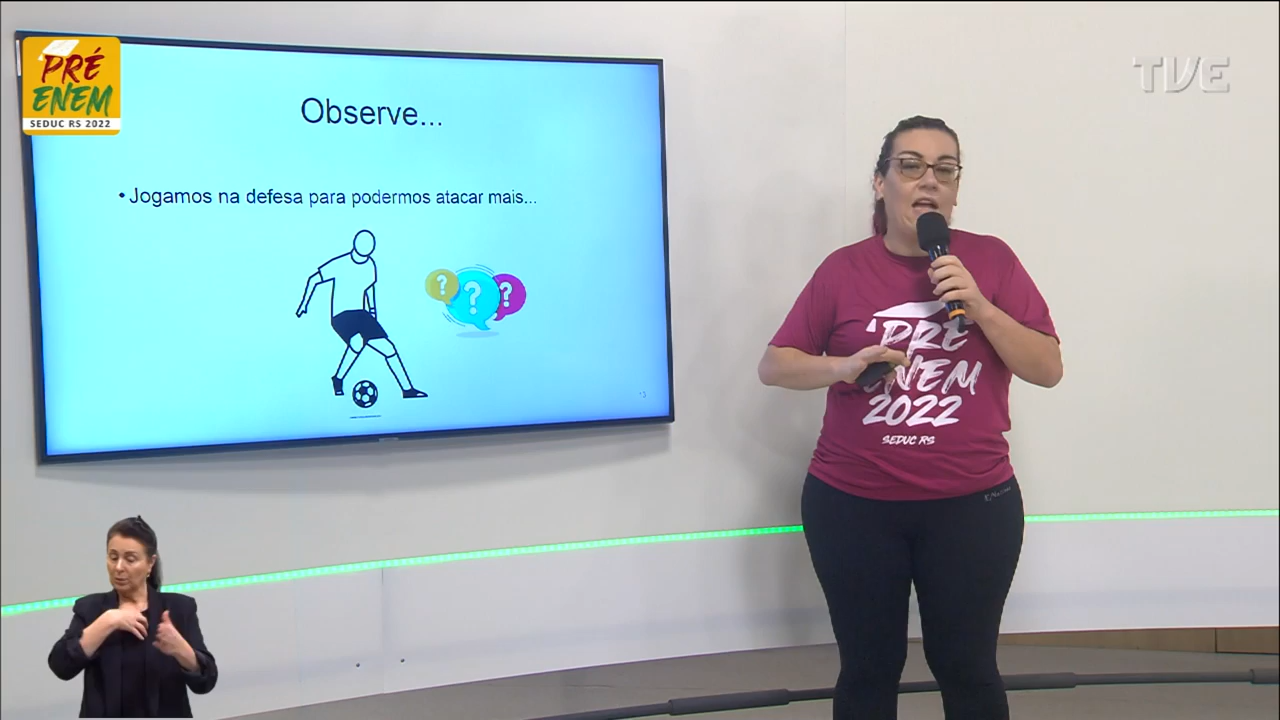 PRÉ
ENEM
SEDUC RS 2022
TVE
Observe...
• Jogamos na defesa para podermos atacar mais...
? ? ?
PRÉ
ENEM
2022
SEDUC RS